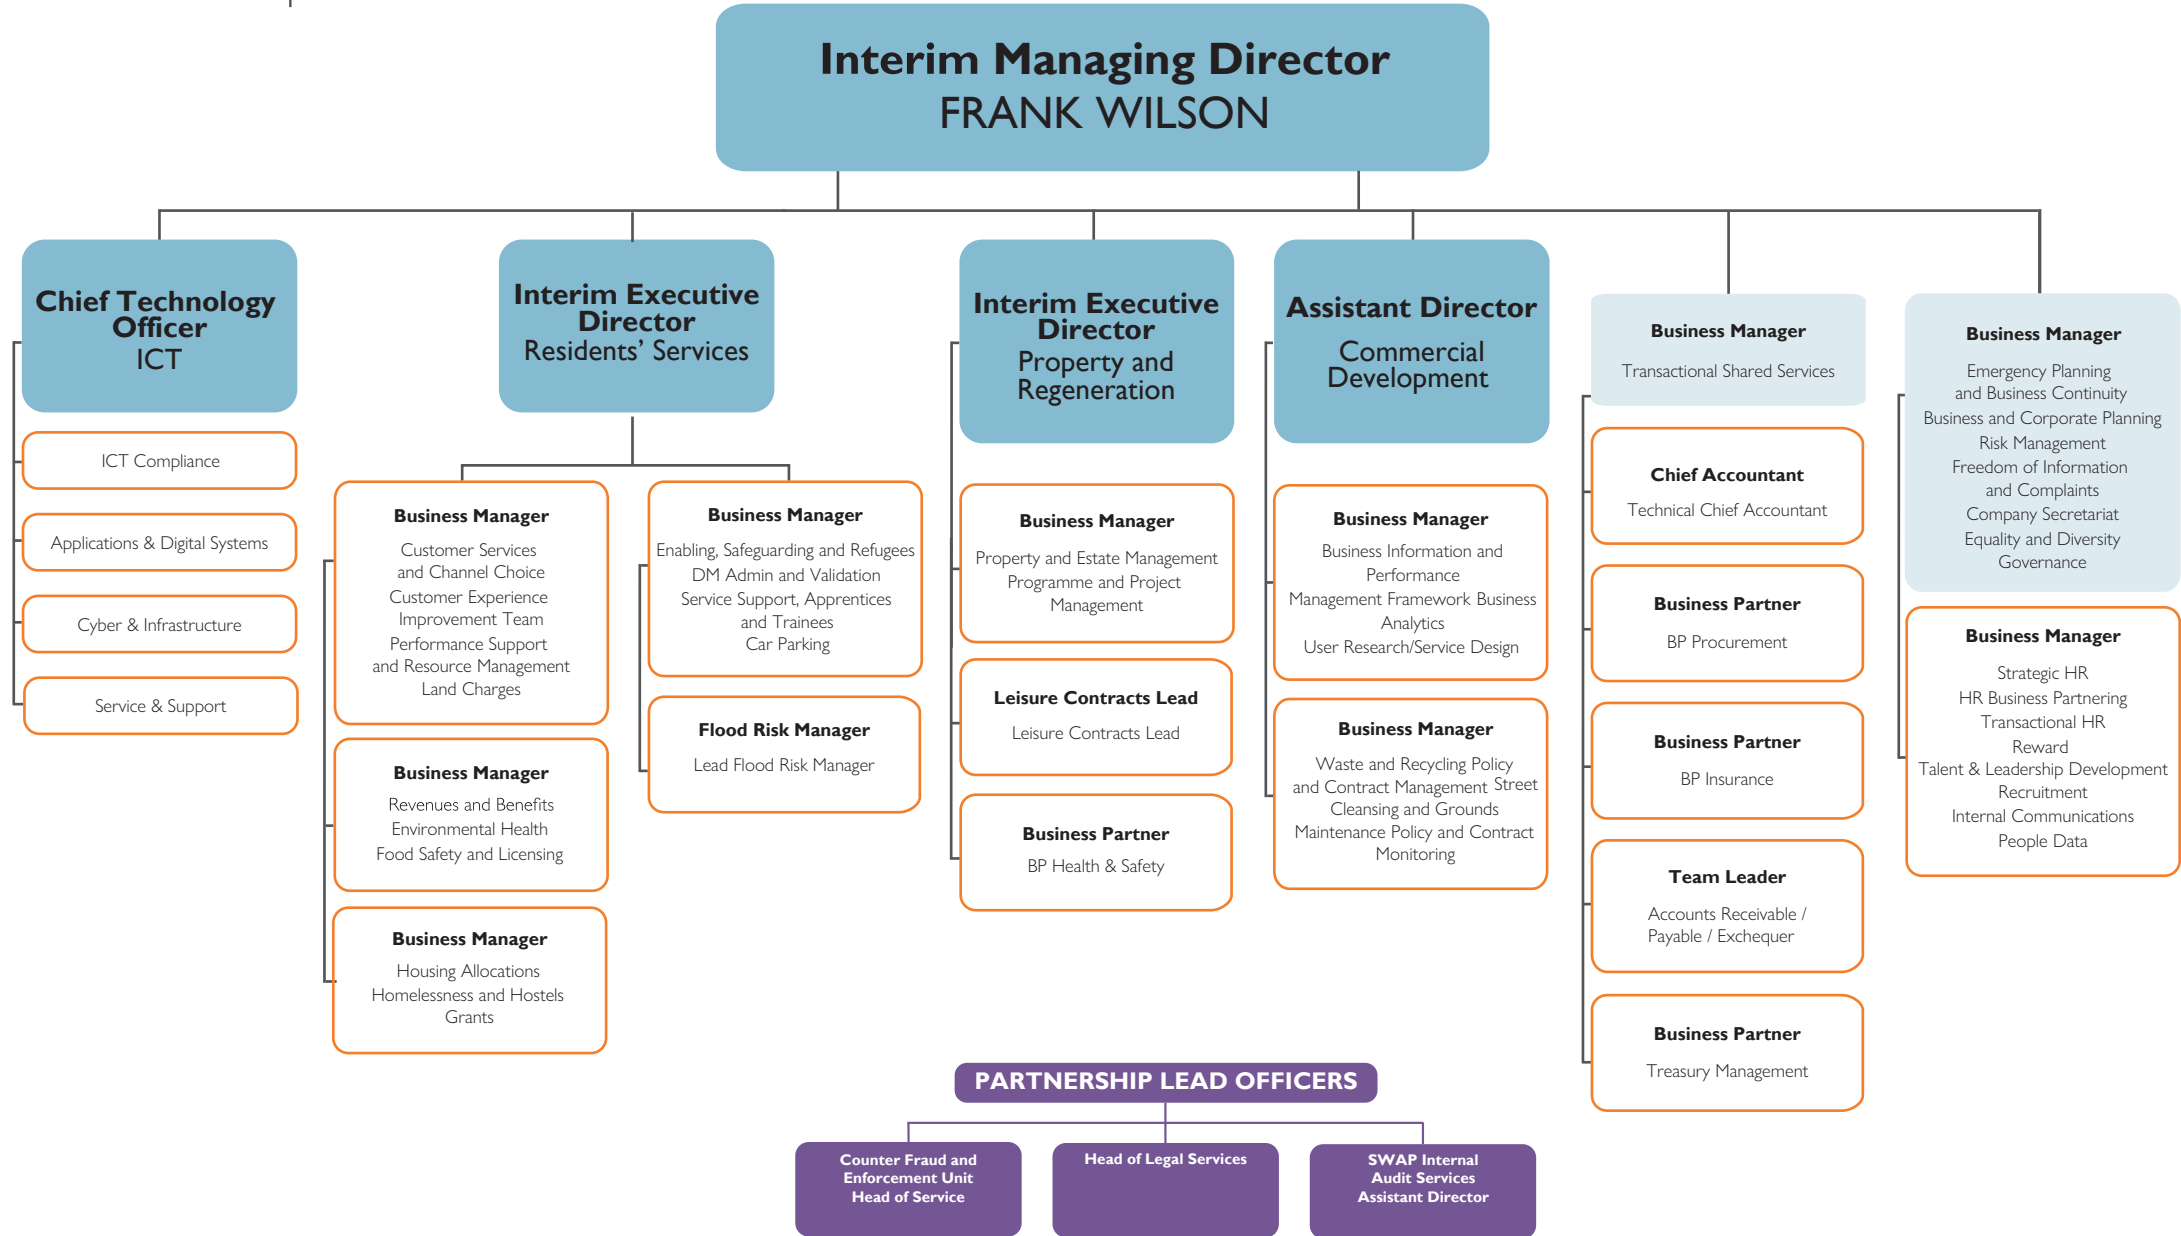 Interim Managing Director
FRANK WILSON
Chief Technology
Officer
ICT
ICT Compliance
Applications & Digital Systems
Cyber & Infrastructure
Service & Support
Interim Executive
Director
Residents’ Services
Business Manager
Customer Services
and Channel Choice
Customer Experience
Improvement Team
Performance Support
and Resource Management
Land Charges
Business Manager
Revenues and Benefits
Environmental Health
Food Safety and Licensing
Business Manager
Housing Allocations
Homelessness and Hostels
Grants
Business Manager
Enabling, Safeguarding and Refugees
DM Admin and Validation
Service Support, Apprentices
and Trainees
Car Parking
Flood Risk Manager
Lead Flood Risk Manager
Interim Executive
Director
Property and
Regeneration
Business Manager
Property and Estate Management
Programme and Project
Management
Leisure Contracts Lead
Leisure Contracts Lead
Business Partner
BP Health & Safety
Assistant Director
Commercial
Development
Business Manager
Business Information and
Performance
Management Framework Business
Analytics
User Research/Service Design
Business Manager
Waste and Recycling Policy
and Contract Management Street
Cleansing and Grounds
Maintenance Policy and Contract
Monitoring
Business Manager
Transactional Shared Services
Chief Accountant
Technical Chief Accountant
Business Partner
BP Procurement
Business Partner
BP Insurance
Team Leader
Accounts Receivable /
Payable / Exchequer
Business Partner
Treasury Management
Business Manager
Emergency Planning
and Business Continuity
Business and Corporate Planning
Risk Management
Freedom of Information
and Complaints
Company Secretariat
Equality and Diversity
Governance
Business Manager
Strategic HR
HR Business Partnering
Transactional HR
Reward
Talent & Leadership Development
Recruitment
Internal Communications
People Data
PARTNERSHIP LEAD OFFICERS
Counter Fraud and
Enforcement Unit
Head of Service
Head of Legal Services
SWAP Internal
Audit Services
Assistant Director